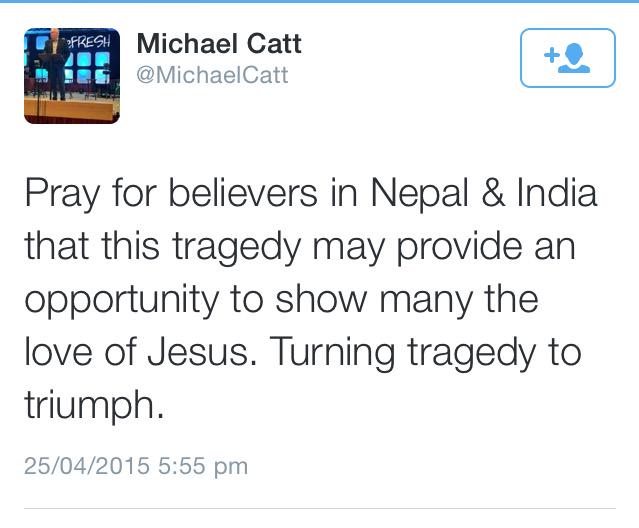 eFRESH
Michael Catt
@MichaelCatt
Pray for believers in Nepal & India
that this tragedy may provide an
opportunity to show many the
love of Jesus. Turning tragedy to
triumph.
25/04/2015 5:55 pm